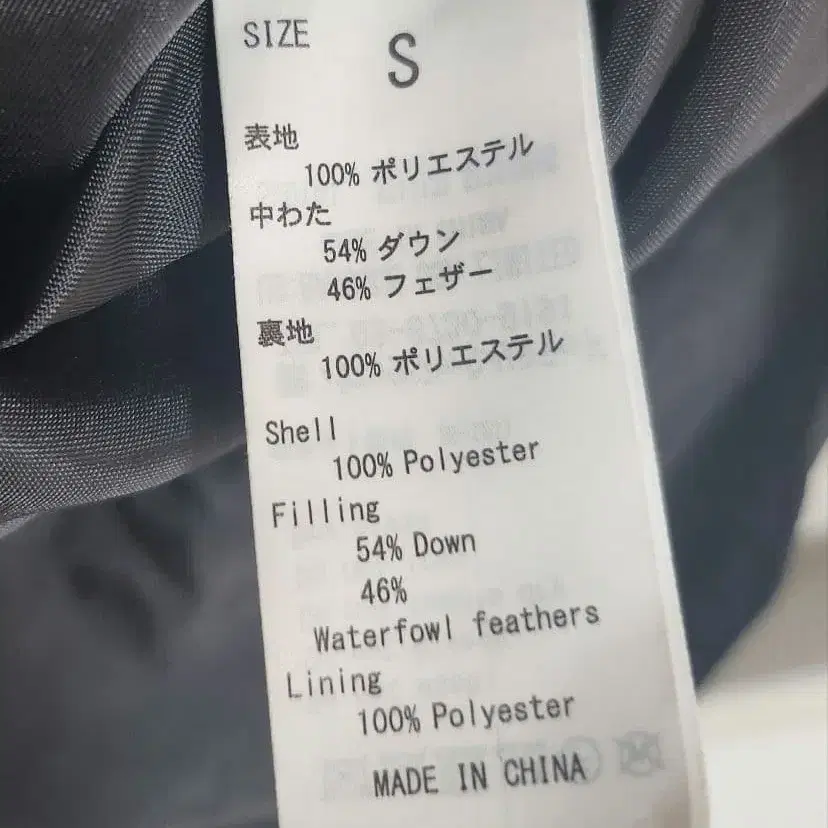 SIZE S
表地
100% ポリエステル
中わた
54% ダウン
46% フェザー
裏地
100% ポリエステル
Shell
100% Polyester
Filling
54% Down
46%
Waterfowl feathers
Lining
100% Polyester
MADE IN CHINA